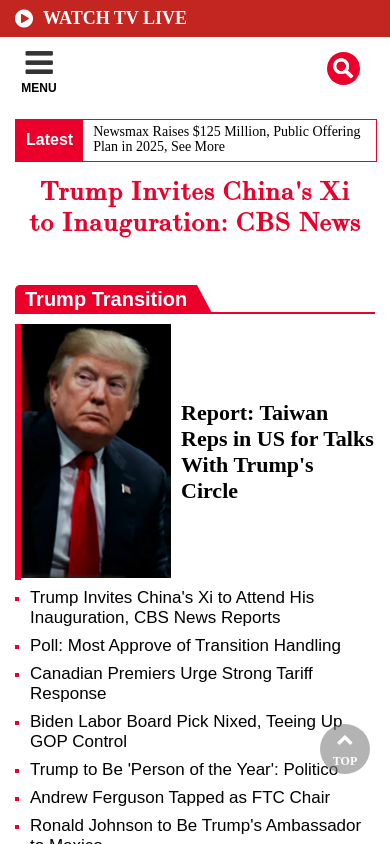 WATCH TV LIVE
MENU
Latest
Newsmax Raises $125 Million, Public Offering
Plan in 2025, See More
Trump Invites China's Xi
to Inauguration: CBS News
Trump Transition
Report: Taiwan
Reps in US for Talks
With Trump's
Circle
Trump Invites China's Xi to Attend His
Inauguration, CBS News Reports
Poll: Most Approve of Transition Handling
Canadian Premiers Urge Strong Tariff
Response
Biden Labor Board Pick Nixed, Teeing Up
GOP Control
TOP
Trump to Be 'Person of the Year': Politico
Andrew Ferguson Tapped as FTC Chair
Ronald Johnson to Be Trump's Ambassador
to Mexico